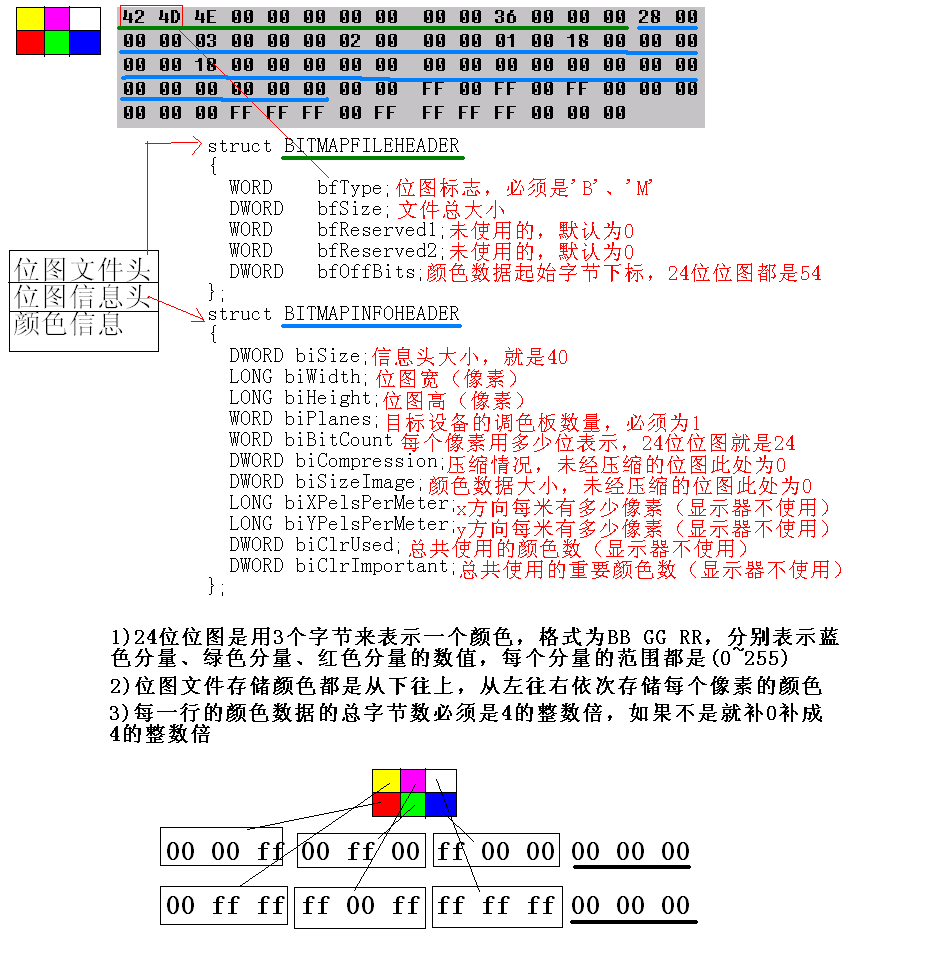 42 4D 4E 00 00 00 00 00 00 00 36 00 00 00 28 00
00 00 03 00 00 00 02 00 00 00 01 00 18 00 00 00
00 00 18 00 00 00 00 00 00 00 00 00 00 00 00 00
00 00 00 00 00 00 00 00 FF 00 FF 00 FF 00 00 00
00 00 00 FF FF FF 00 FF FF FF FF 00 00 00
struct BITMAPFILEHEADER
{
WORD bfType;位图标志，必须是'B'、'M'
DWORD bfSize;文件总大小
WORD bfReserved1;未使用的，默认为0
WORD bfReserved2;未使用的，默认为0
DWORD bfOffBits;颜色数据起始字节下标，24位位图都是54
};
位图文件头
位图信息头
颜色信息
struct BITMAPINFOHEADER
{
DWORD biSize;信息头大小，就是40
LONG biWidth;位图宽（像素）
LONG biHeight;位图高（像素）
WORD biPlanes;目标设备的调色板数量，必须为1
WORD biBitCount 每个像素用多少位表示，24位位图就是24
DWORD biCompression;压缩情况，未经压缩的位图此处为0
DWORD biSizeImage;颜色数据大小，未经压缩的位图此处为0
LONG biXPelsPerMeter;x方向每米有多少像素（显示器不使用）
LONG biYPelsPerMeter;y方向每米有多少像素（显示器不使用）
DWORD biClrUsed;总共使用的颜色数（显示器不使用）
DWORD biClrImportant;总共使用的重要颜色数（显示器不使用）
};
1)24位位图是用3个字节来表示一个颜色，格式为BB GG RR，分别表示蓝
色分量、绿色分量、红色分量的数值，每个分量的范围都是(0~255)
2)位图文件存储颜色都是从下往上，从左往右依次存储每个像素的颜色
3)每一行的颜色数据的总字节数必须是4的整数倍，如果不是就补0补成
4的整数倍
00 00 ff 00 ff 00 ff 00 00 00 00 00
00 ff ff ff 00 ff ff ff ff 00 00 00